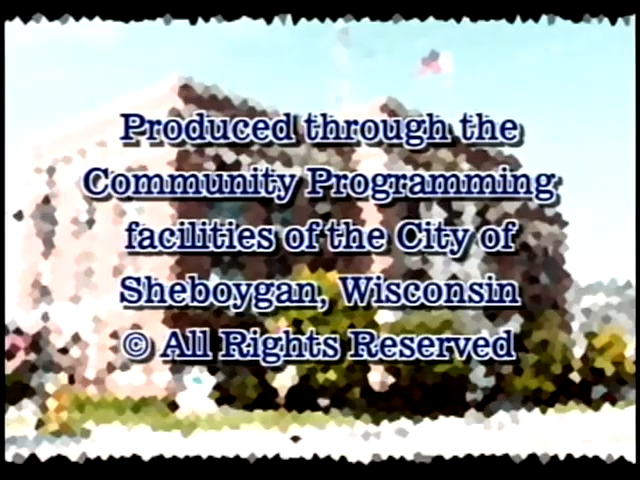 Produced through the
Community Programming
facilities of the City of
Sheboygan, Wisconsin
© All Rights Reserved